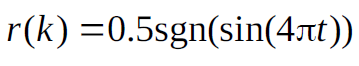 r(k) =0.5sgn(sin(4πt))